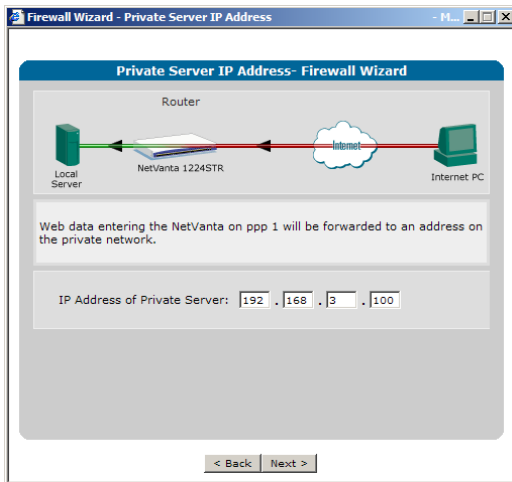 Firewall Wizard - Private Server IP Address - M...
Private Server IP Address- Firewall Wizard
Router
Internet
Local
Server
NetVanta 1224STR
Internet PC
Web data entering the NetVanta on ppp 1 will be forwarded to an address on
the private network.
IP Address of Private Server: 192 . 168 . 3 . 100
< Back Next >